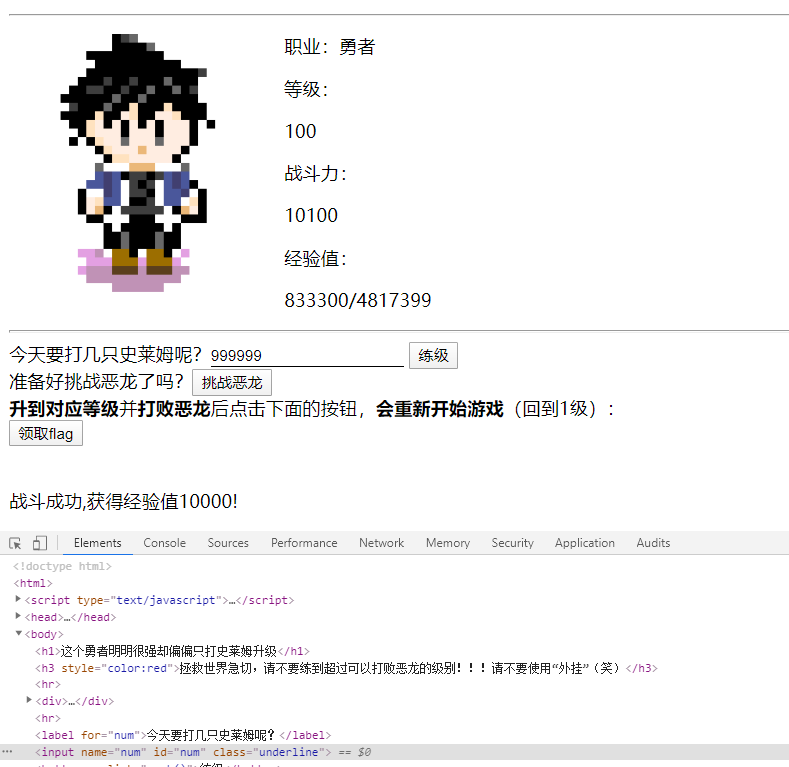 职业：勇者
等级：
100
战斗力：
10100
经验值：
833300/4817399
今天要打几只史莱姆呢？999999 练级
准备好挑战恶龙了吗？挑战恶龙
升到对应等级并打败恶龙后点击下面的按钮，会重新开始游戏（回到1级）：
领取flag
战斗成功,获得经验值10000!
Elements Console Sources Performance Network Memory Security Application Audits
<!doctype html>
<html>
<script type="text/javascript">…</script>
<head>…</head>
<body>
<h1>这个勇者明明很强却偏偏只打史莱姆升级</h1>
<h3 style="color:red">拯救世界急切，请不要练到超过可以打败恶龙的级别！！！请不要使用“外挂”（笑）</h3>
<hr>
<div>…</div>
<hr>
<label for="num">今天要打几只史莱姆呢？</label>
<input name="num" id="num" class="underline"> == $0